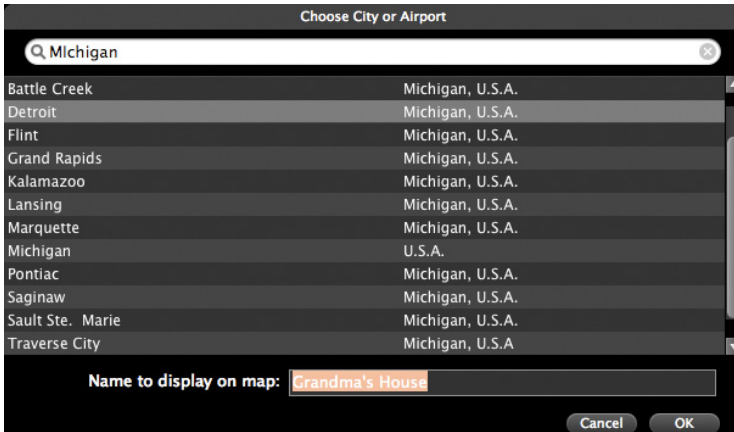 Choose City or Airport
MIchigan
Battle Creek Michigan, U.S.A.
Detroit Michigan, U.S.A.
Flint Michigan, U.S.A.
Grand Rapids Michigan, U.S.A.
Kalamazoo Michigan, U.S.A.
Lansing Michigan, U.S.A.
Marquette Michigan, U.S.A.
Michigan U.S.A.
Pontiac Michigan, U.S.A.
Saginaw Michigan, U.S.A.
Sault Ste.  Marie Michigan, U.S.A.
Traverse City Michigan, U.S.A
Name to display on map: Grandma's House
Cancel OK